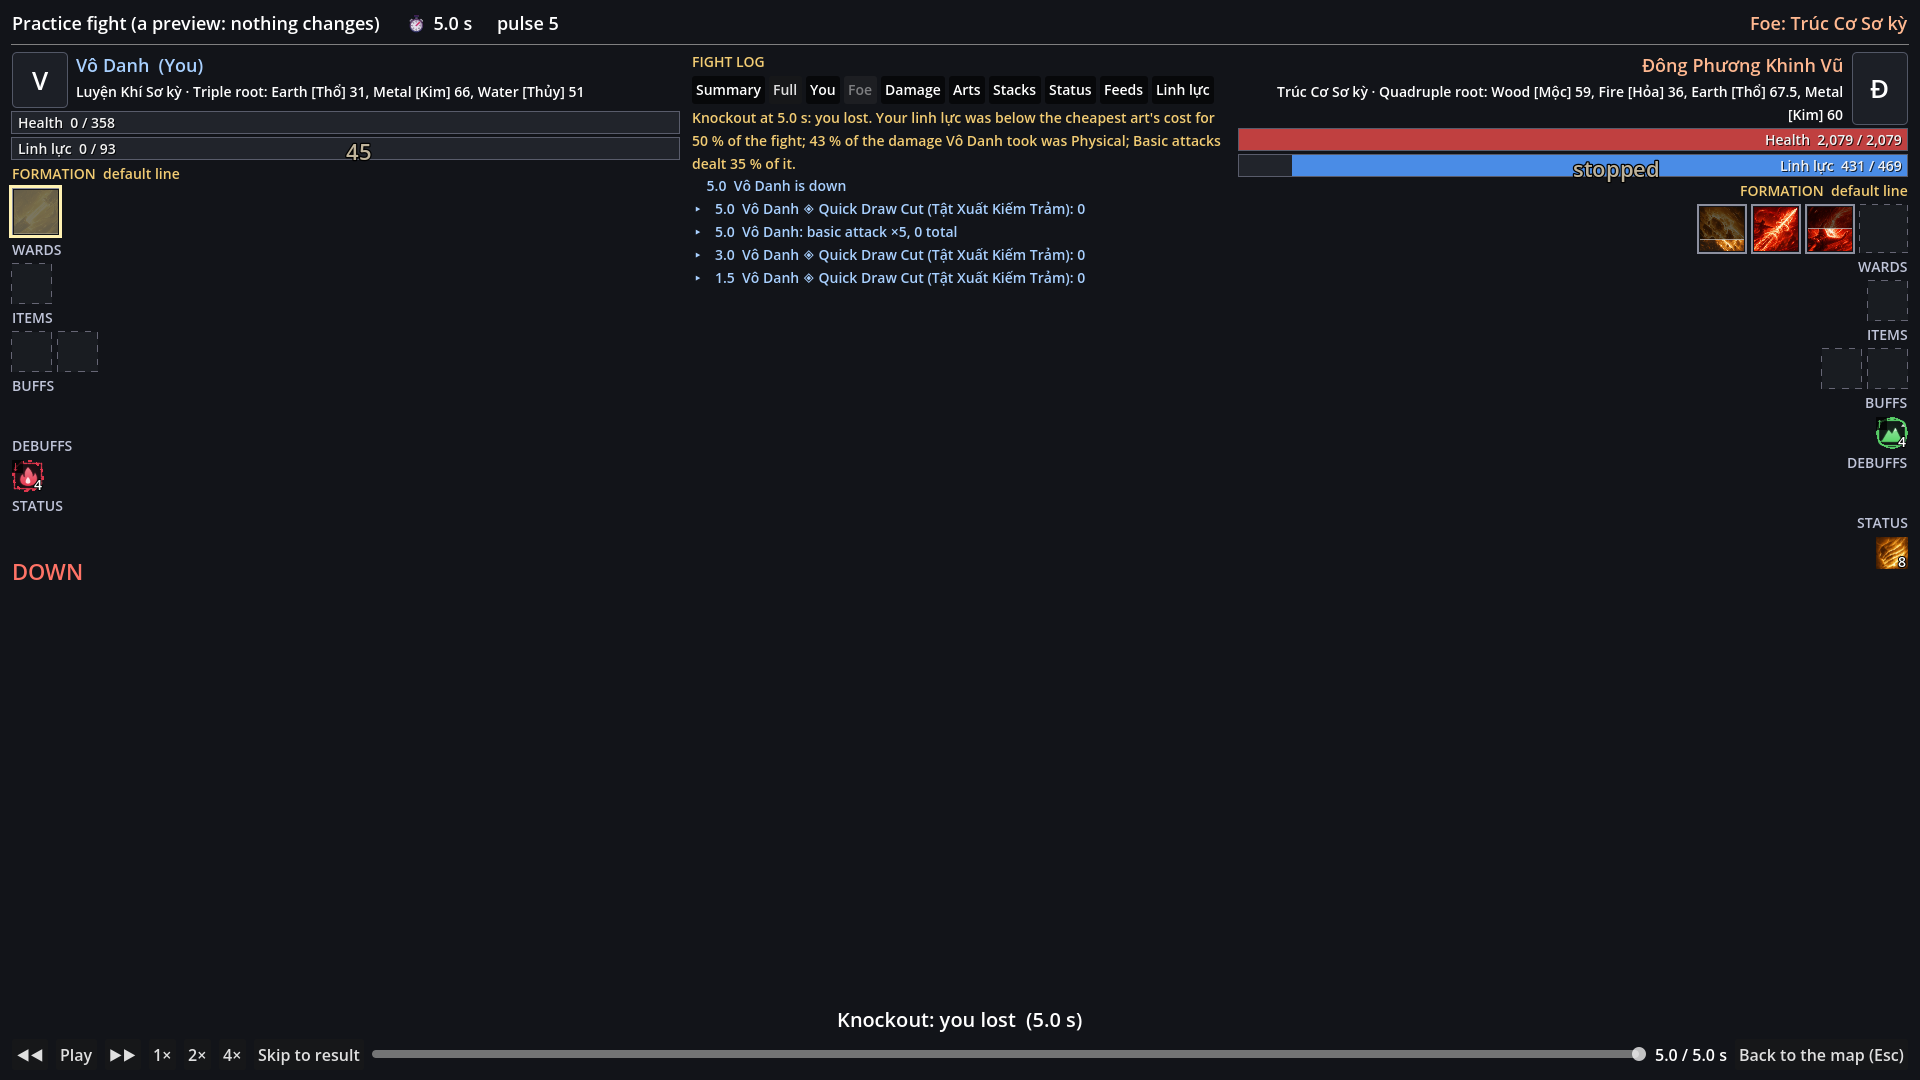 Practice fight (a preview: nothing changes) 5.0 s pulse 5
Foe: Trúc Cơ Sơ kỳ
V
Vô Danh (You)
Luyện Khí Sơ kỳ · Triple root: Earth [Thổ] 31, Metal [Kim] 66, Water [Thủy] 51
Health 0 / 358
Linh lực 0 / 93
45
FORMATION default line
WARDS
ITEMS
BUFFS
DEBUFFS
4
STATUS
DOWN
FIGHT LOG
Summary Full You Foe Damage Arts Stacks Status Feeds Linh lực
Knockout at 5.0 s: you lost. Your linh lực was below the cheapest art's cost for
50 % of the fight; 43 % of the damage Vô Danh took was Physical; Basic attacks
dealt 35 % of it.
5.0 Vô Danh is down
▸ 5.0 Vô Danh ◈ Quick Draw Cut (Tật Xuất Kiếm Trảm): 0
▸ 5.0 Vô Danh: basic attack ×5, 0 total
▸ 3.0 Vô Danh ◈ Quick Draw Cut (Tật Xuất Kiếm Trảm): 0
▸ 1.5 Vô Danh ◈ Quick Draw Cut (Tật Xuất Kiếm Trảm): 0
Đông Phương Khinh Vũ
Đ
Trúc Cơ Sơ kỳ · Quadruple root: Wood [Mộc] 59, Fire [Hỏa] 36, Earth [Thổ] 67.5, Metal
[Kim] 60
Health 2,079 / 2,079
stopped
Linh lực 431 / 469
FORMATION default line
WARDS
ITEMS
BUFFS
4
DEBUFFS
STATUS
8
Knockout: you lost (5.0 s)
◀◀ Play ▶▶ 1× 2× 4× Skip to result 5.0 / 5.0 s Back to the map (Esc)